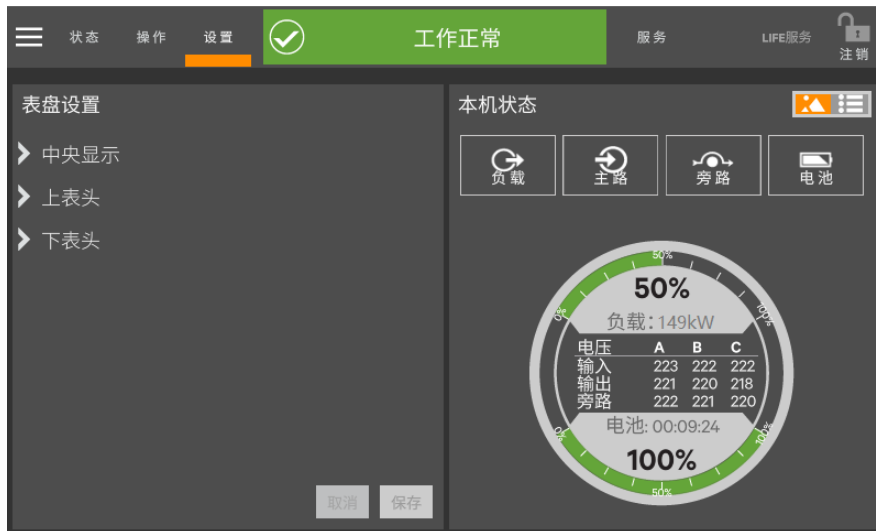 状态 操作 设置 工作正常 服务 LIFE服务 注销
表盘设置
中央显示
上表头
下表头
取消 保存
本机状态
负载 主路 旁路 电池
50%
0% 100%
50%
负载：149kW
电压 A B C
输入 223 222 222
输出 221 220 218
旁路 222 221 220
电池: 00:09:24
0% 100%
100%
50%